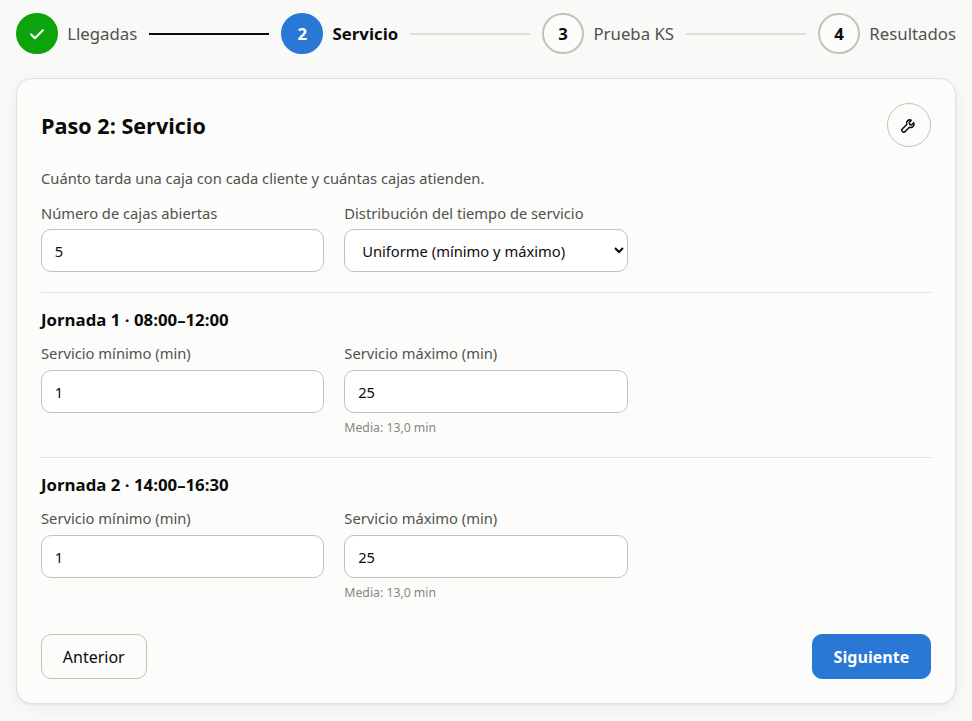 Llegadas
2 Servicio
3 Prueba KS
4 Resultados
Paso 2: Servicio
Cuánto tarda una caja con cada cliente y cuántas cajas atienden.
Número de cajas abiertas
Distribución del tiempo de servicio
5
Uniforme (mínimo y máximo)
Jornada 1 · 08:00–12:00
Servicio mínimo (min)
Servicio máximo (min)
1
25
Media: 13,0 min
Jornada 2 · 14:00–16:30
Servicio mínimo (min)
Servicio máximo (min)
1
25
Media: 13,0 min
Anterior
Siguiente